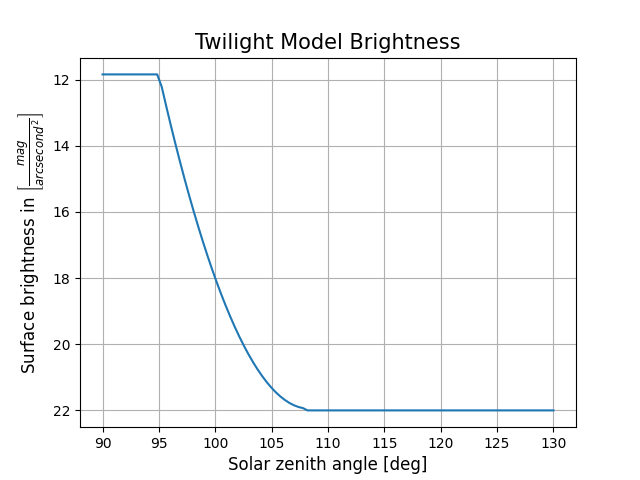 Twilight Model Brightness
Surface brightness in [mag/arcsecond²]
12
14
16
18
20
22
90 95 100 105 110 115 120 125 130
Solar zenith angle [deg]